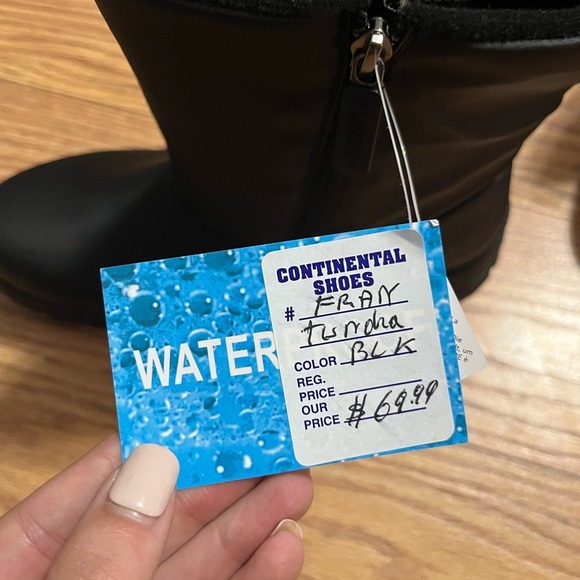 CONTINENTAL
SHOES
# FRAN
tundra
COLOR BLK
REG.
PRICE
OUR
PRICE $69.99
WATER